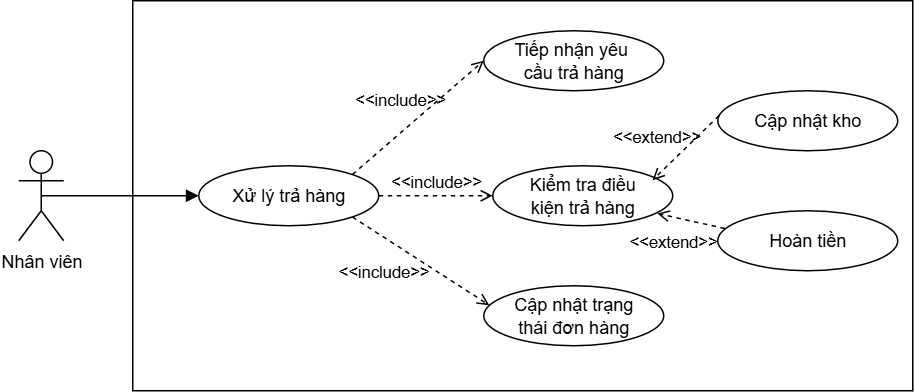 Tiếp nhận yêu
cầu trả hàng
<<include>>
Cập nhật kho
<<extend>>
Xử lý trả hàng
<<include>>
Kiểm tra điều
kiện trả hàng
<<extend>>
Hoàn tiền
Nhân viên
<<include>>
Cập nhật trạng
thái đơn hàng